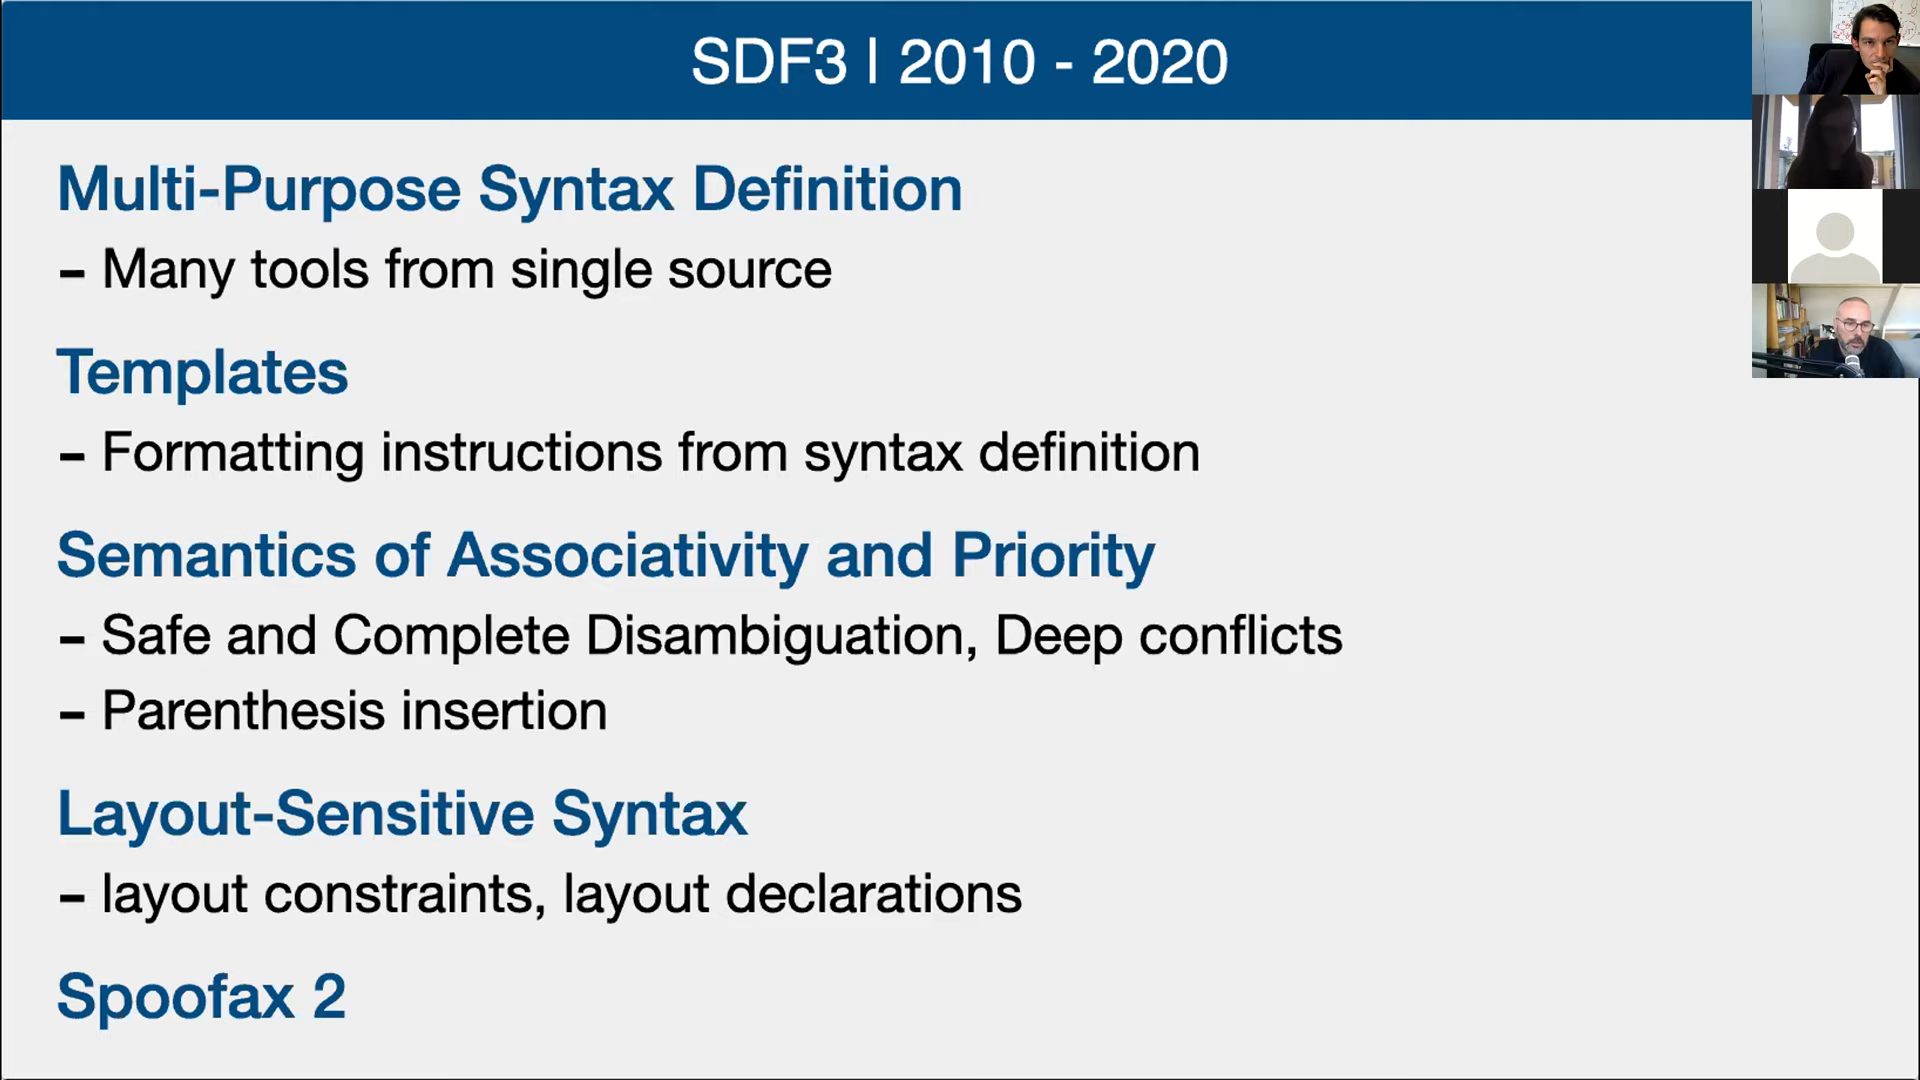 SDF3 | 2010 - 2020
Multi-Purpose Syntax Definition
– Many tools from single source
Templates
– Formatting instructions from syntax definition
Semantics of Associativity and Priority
– Safe and Complete Disambiguation, Deep conflicts
– Parenthesis insertion
Layout-Sensitive Syntax
– layout constraints, layout declarations
Spoofax 2